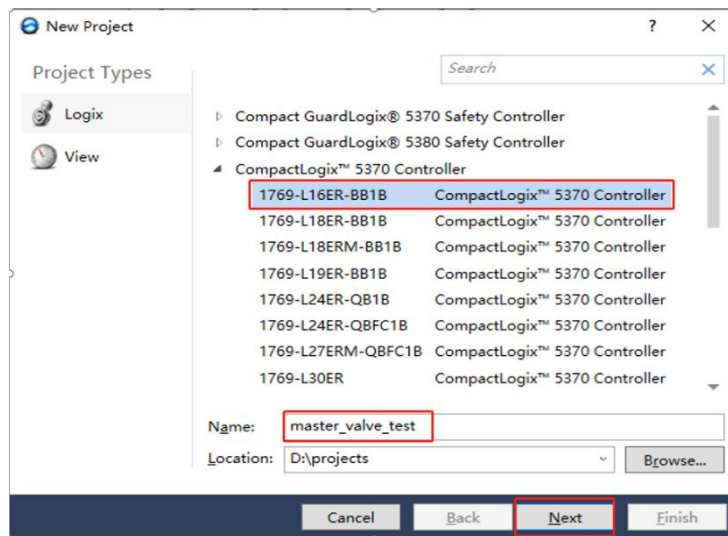 New Project
?
Search
Project Types
Logix
View
Compact GuardLogix® 5370 Safety Controller
Compact GuardLogix® 5380 Safety Controller
CompactLogix™ 5370 Controller
1769-L16ER-BB1B CompactLogix™ 5370 Controller
1769-L18ER-BB1B CompactLogix™ 5370 Controller
1769-L18ERM-BB1B CompactLogix™ 5370 Controller
1769-L19ER-BB1B CompactLogix™ 5370 Controller
1769-L24ER-QB1B CompactLogix™ 5370 Controller
1769-L24ER-QBFC1B CompactLogix™ 5370 Controller
1769-L27ERM-QBFC1B CompactLogix™ 5370 Controller
1769-L30ER CompactLogix™ 5370 Controller
Name: master_valve_test
Location: D:\projects Browse...
Cancel Back Next Finish